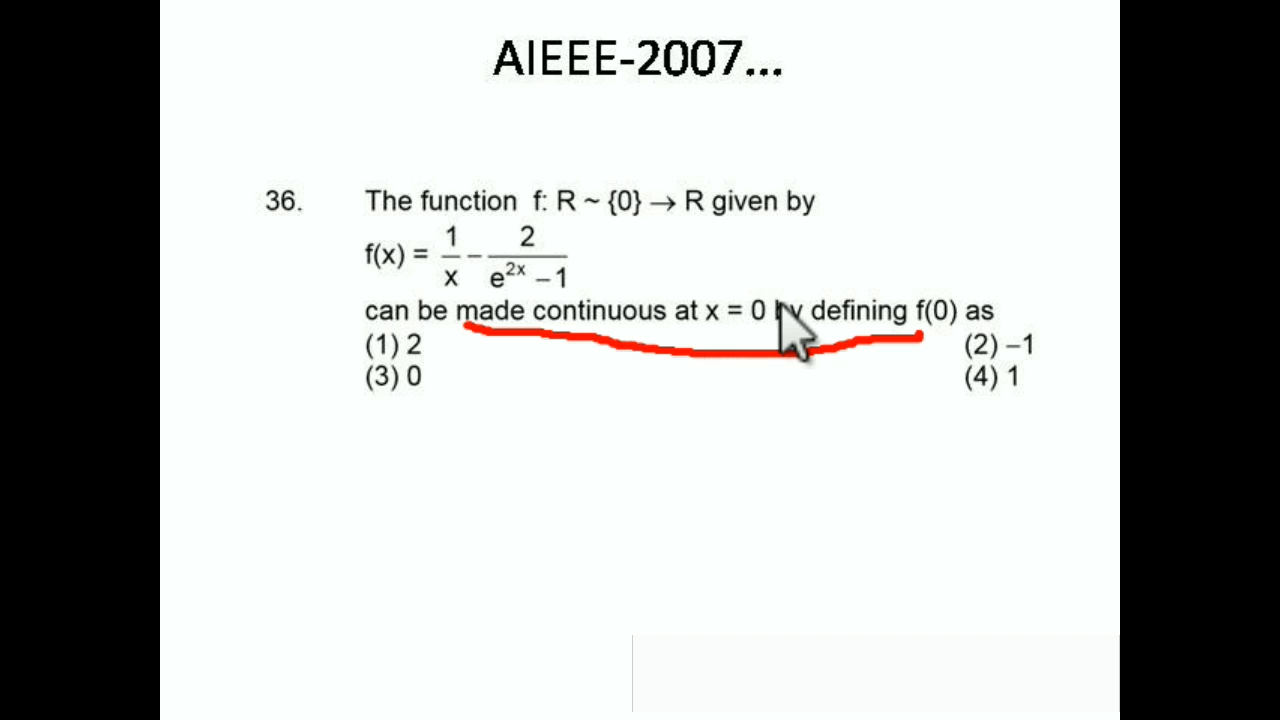 AIEEE-2007...
36. The function f: R ~ {0} → R given by
f(x) = 1/x − 2/(e^{2x} − 1)
can be made continuous at x = 0 by defining f(0) as
(1) 2 (2) −1
(3) 0 (4) 1